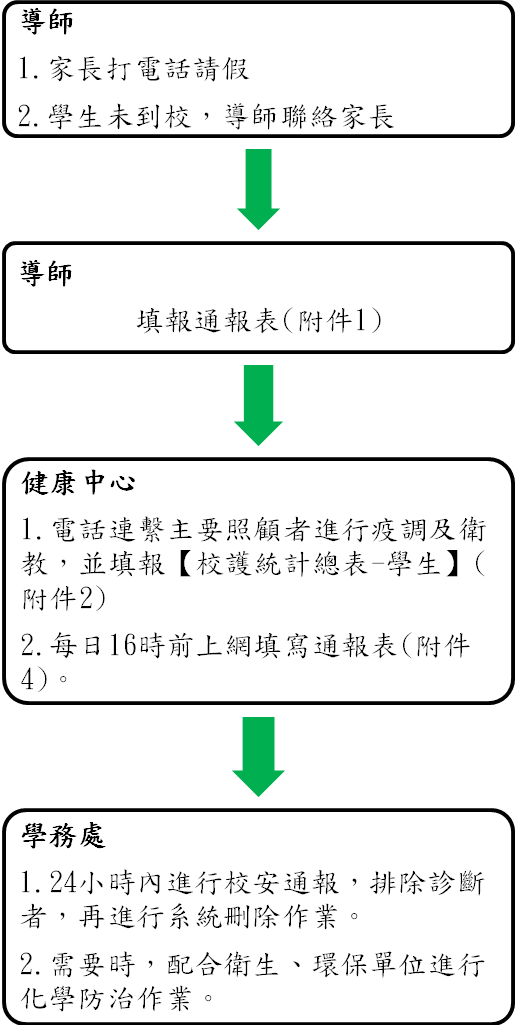 導師
1.家長打電話請假
2.學生未到校，導師聯絡家長
導師
填報通報表(附件1)
健康中心
1.電話連繫主要照顧者進行疫調及衛
教，並填報【校護統計總表-學生】(
附件2)
2.每日16時前上網填寫通報表(附件
4)。
學務處
1.24小時內進行校安通報，排除診斷
者，再進行系統刪除作業。
2.需要時，配合衛生、環保單位進行
化學防治作業。